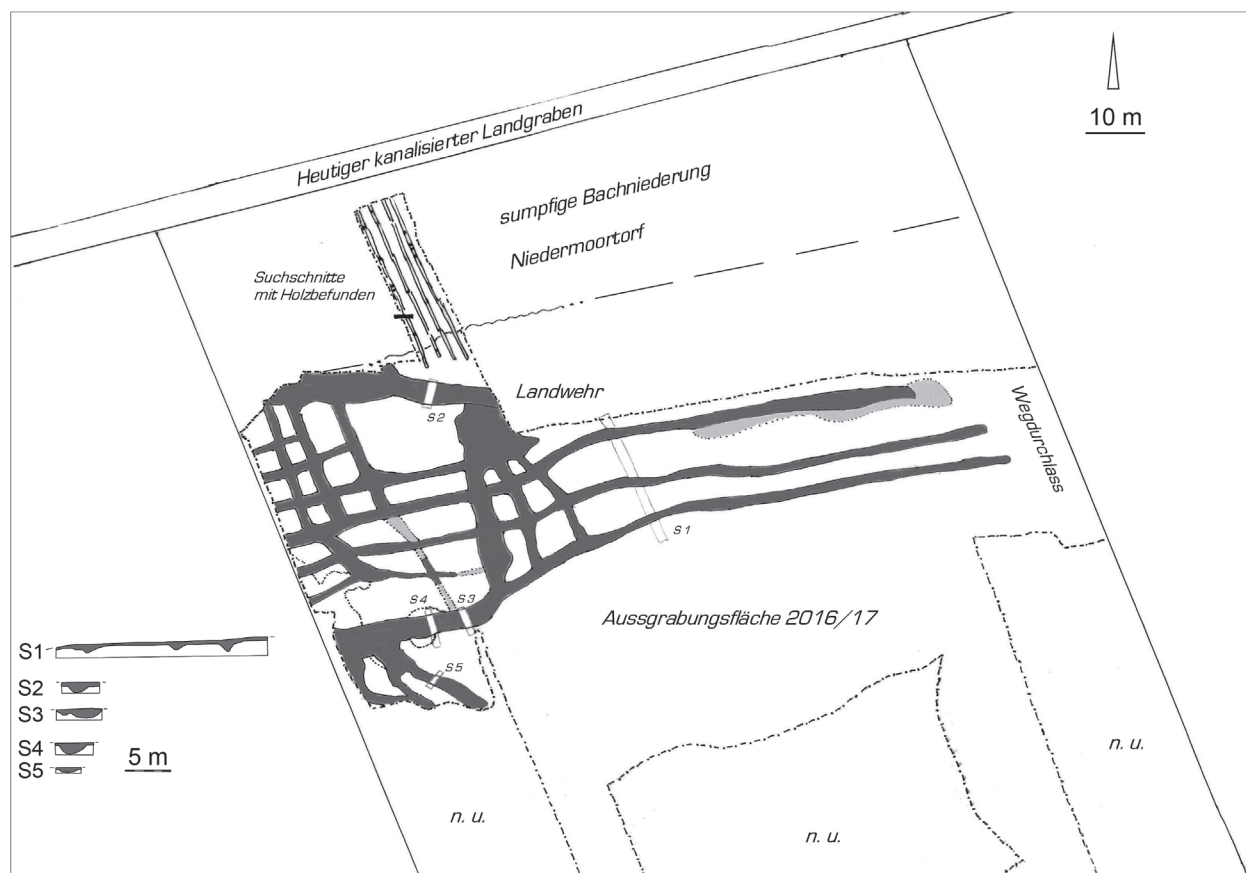 10 m
Heutiger kanalisierter Landgraben
sumpfige Bachniederung
Niedermoortorf
Suchschnitte
mit Holzbefunden
Landwehr
Wegdurchlass
S2
S1
S4
S3
S5
Aussgrabungsfläche 2016/17
S1
S2
S3
S4
S5
5 m
n. u.
n. u.
n. u.